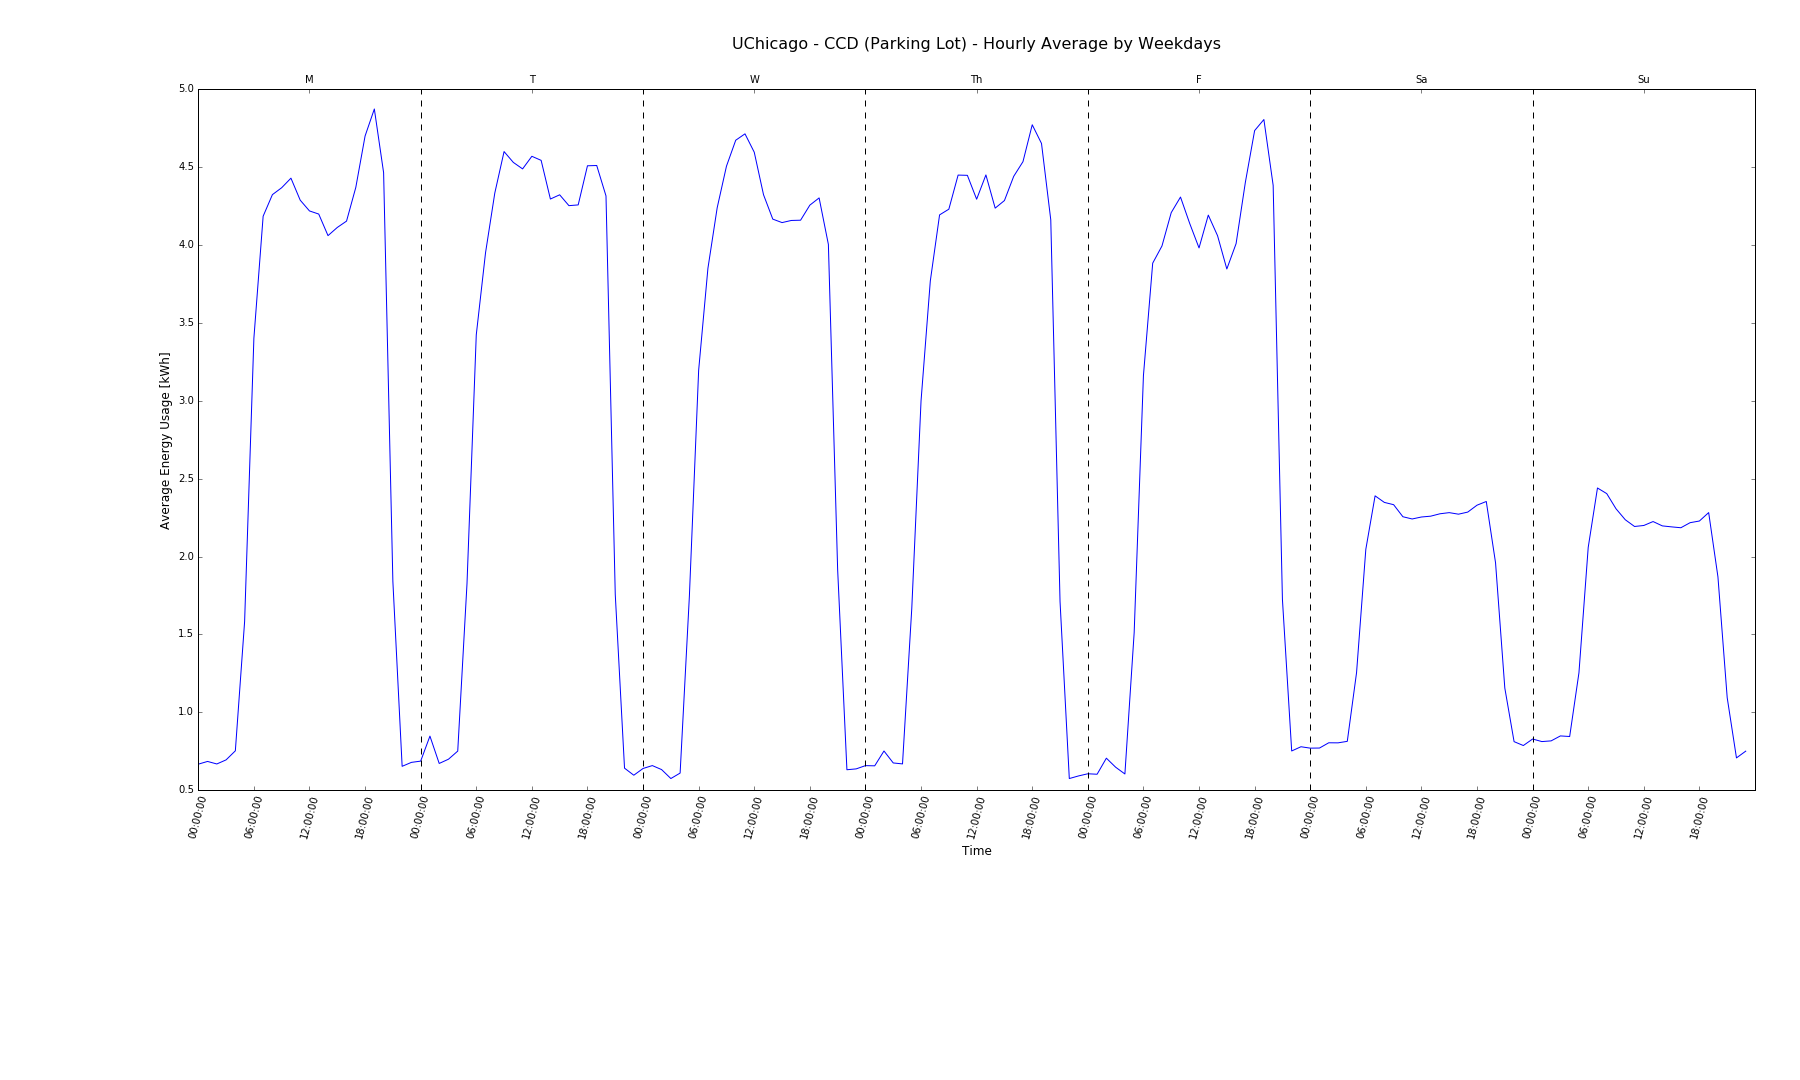 UChicago - CCD (Parking Lot) - Hourly Average by Weekdays
M T W Th F Sa Su
5.0
4.5
4.0
3.5
3.0
2.5
2.0
1.5
1.0
0.5
Average Energy Usage [kWh]
00:00:00 06:00:00 12:00:00 18:00:00 00:00:00 06:00:00 12:00:00 18:00:00 00:00:00 06:00:00 12:00:00 18:00:00 00:00:00 06:00:00 12:00:00 18:00:00 00:00:00 06:00:00 12:00:00 18:00:00 00:00:00 06:00:00 12:00:00 18:00:00 00:00:00 06:00:00 12:00:00 18:00:00
Time